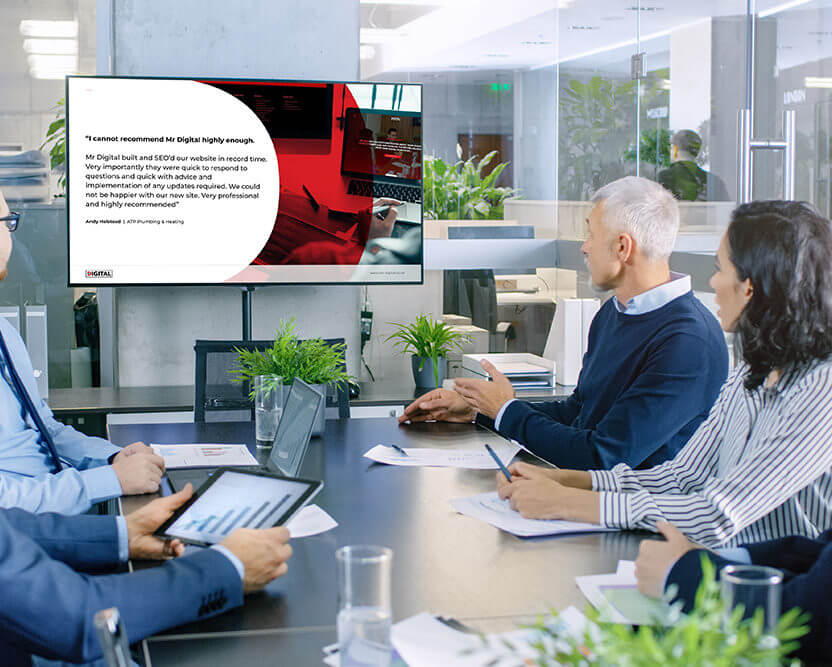 “I cannot recommend Mr Digital highly enough.
Mr Digital built and SEO'd our website in record time.
Very importantly they were quick to respond to
questions and quick with advice and
implementation of any updates required. We could
not be happier with our new site. Very professional
and highly recommended”
Andy Halstead | ATP Plumbing & Heating
DIGITAL